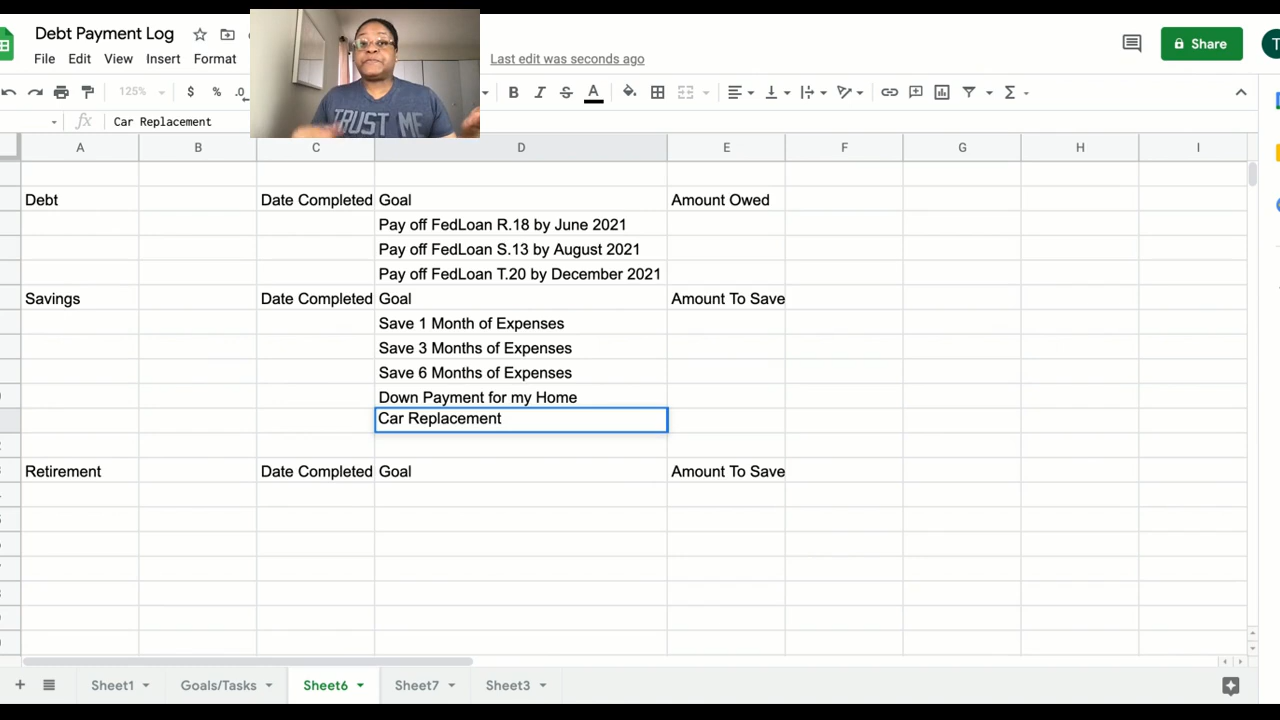 Debt Payment Log
File Edit View Insert Format
Last edit was seconds ago
Share
T
125% $ % .0 B I S A Σ
fx Car Replacement
TRUST ME
A B C D E F G H I
Debt Date Completed Goal Amount Owed
Pay off FedLoan R.18 by June 2021
Pay off FedLoan S.13 by August 2021
Pay off FedLoan T.20 by December 2021
Savings Date Completed Goal Amount To Save
Save 1 Month of Expenses
Save 3 Months of Expenses
Save 6 Months of Expenses
Down Payment for my Home
Car Replacement
Retirement Date Completed Goal Amount To Save
+ Sheet1 Goals/Tasks Sheet6 Sheet7 Sheet3